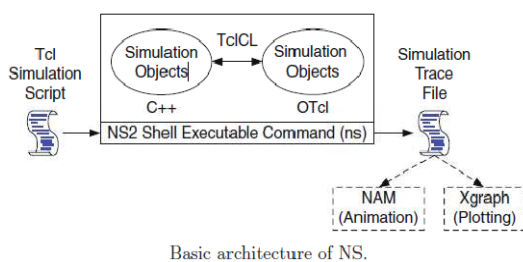 Tcl
Simulation
Script
Simulation
Objects
C++
TclCL
Simulation
Objects
OTcl
NS2 Shell Executable Command (ns)
Simulation
Trace
File
NAM
(Animation)
Xgraph
(Plotting)
Basic architecture of NS.